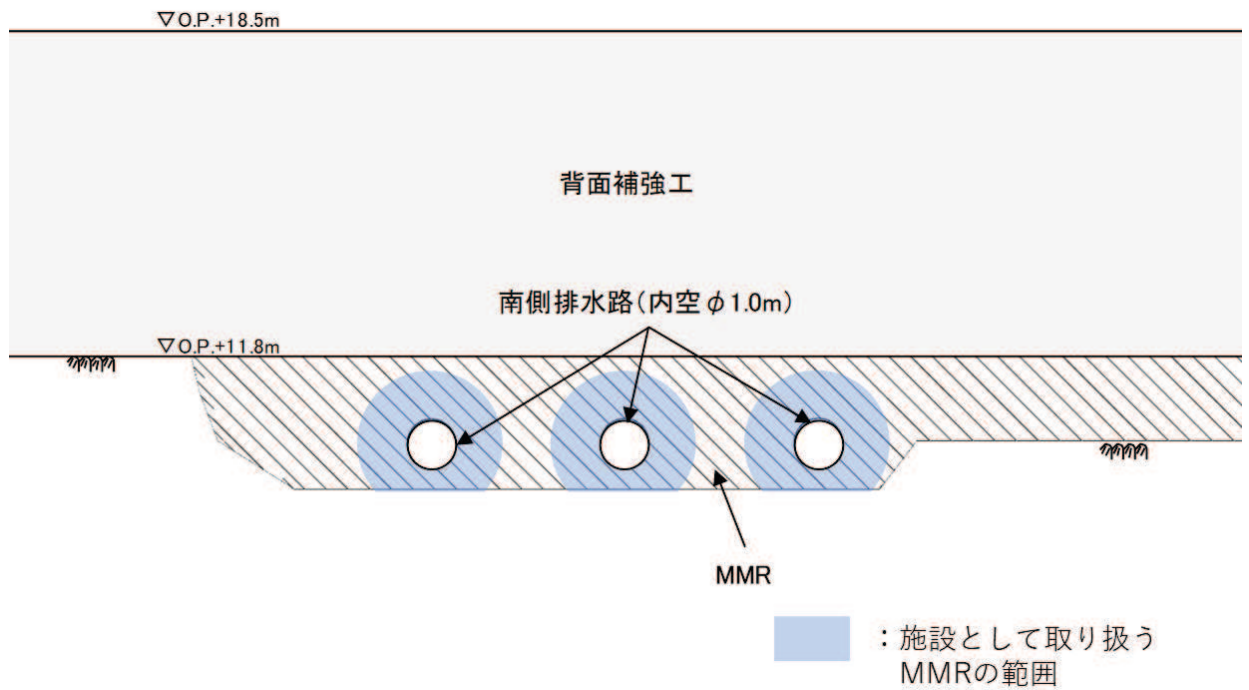 ▽O.P.+18.5m
背面補強工
南側排水路(内空φ1.0m)
▽O.P.+11.8m
MMR
：施設として取り扱う
MMRの範囲